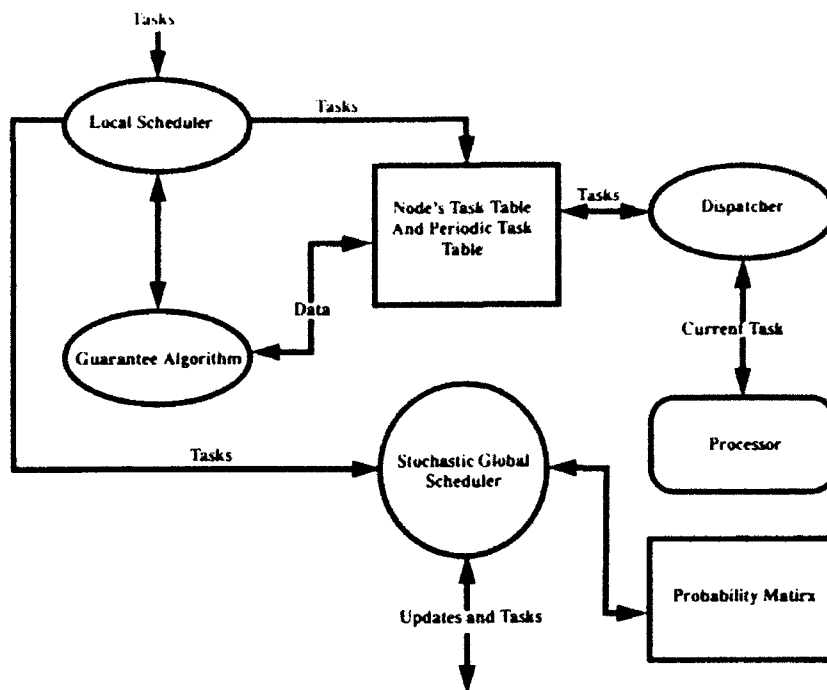 Tasks
Local Scheduler
Tasks
Node's Task Table
And Periodic Task
Table
Tasks
Dispatcher
Data
Guarantee Algorithm
Current Task
Processor
Tasks
Stochastic Global
Scheduler
Probability Matirx
Updates and Tasks